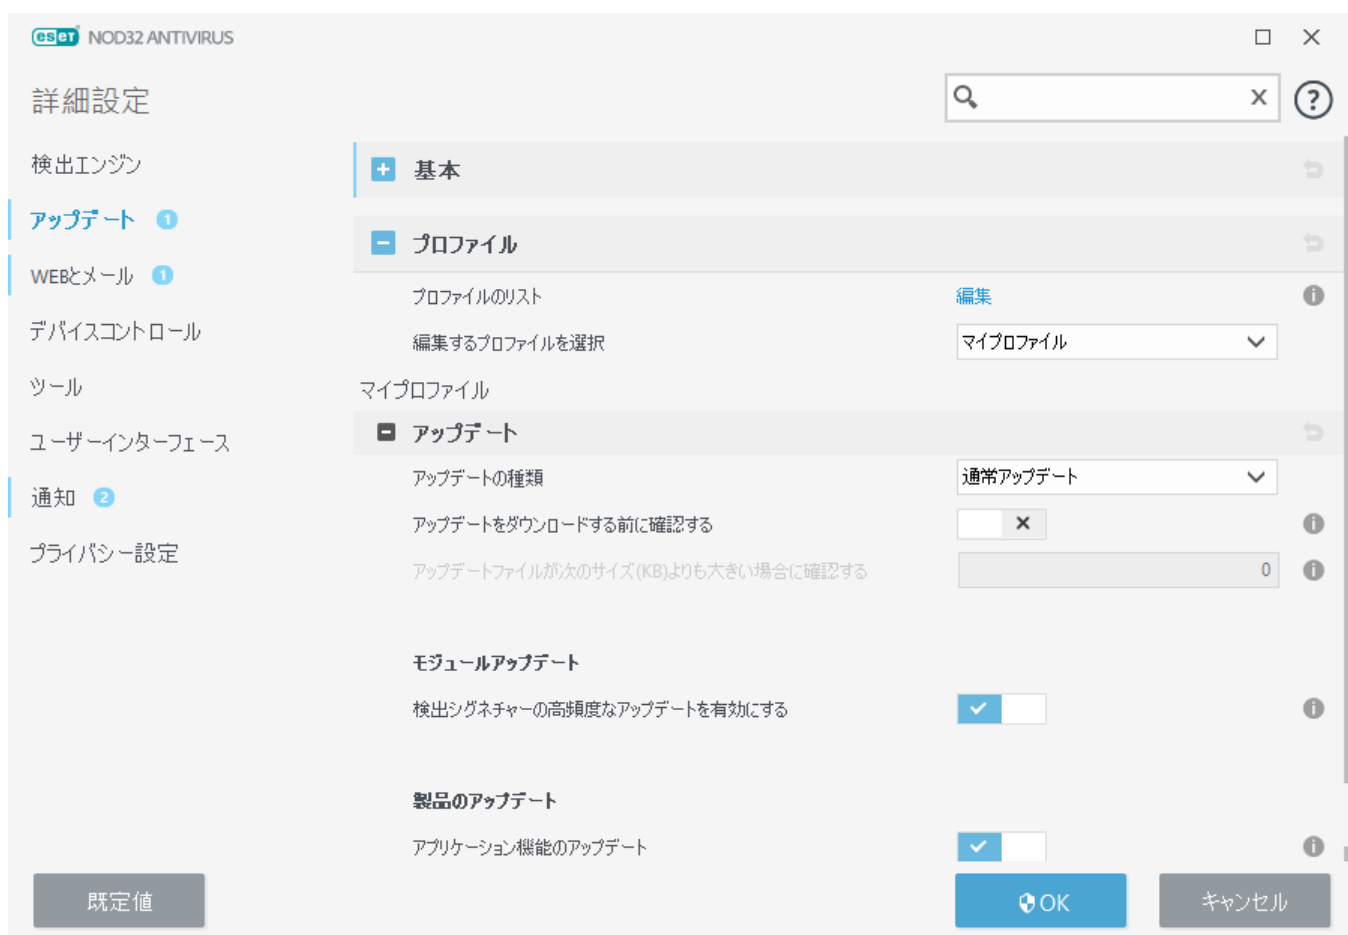 eset NOD32 ANTIVIRUS
詳細設定
検出エンジン
アップデート 1
WEBとメール 1
デバイスコントロール
ツール
ユーザーインターフェース
通知 2
プライバシー設定
基本
プロファイル
プロファイルのリスト 編集
編集するプロファイルを選択 マイプロファイル
マイプロファイル
アップデート
アップデートの種類 通常アップデート
アップデートをダウンロードする前に確認する
アップデートファイルが次のサイズ(KB)よりも大きい場合に確認する 0
モジュールアップデート
検出シグネチャーの高頻度なアップデートを有効にする
製品のアップデート
アプリケーション機能のアップデート
既定値
OK
キャンセル